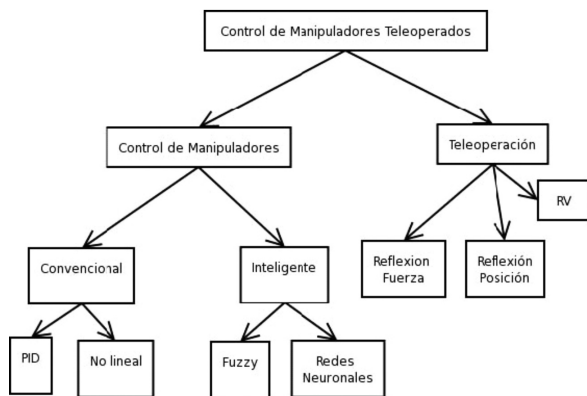 Control de Manipuladores Teleoperados
Control de Manipuladores
Teleoperación
RV
Convencional
Inteligente
Reflexion
Fuerza
Reflexión
Posición
PID
No lineal
Fuzzy
Redes
Neuronales